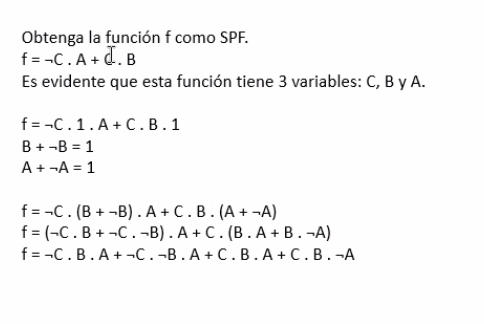 Obtenga la función f como SPF.
f = ¬C . A + C . B
Es evidente que esta función tiene 3 variables: C, B y A.
f = ¬C . 1 . A + C . B . 1
B + ¬B = 1
A + ¬A = 1
f = ¬C . (B + ¬B) . A + C . B . (A + ¬A)
f = (¬C . B + ¬C . ¬B) . A + C . (B . A + B . ¬A)
f = ¬C . B . A + ¬C . ¬B . A + C . B . A + C . B . ¬A